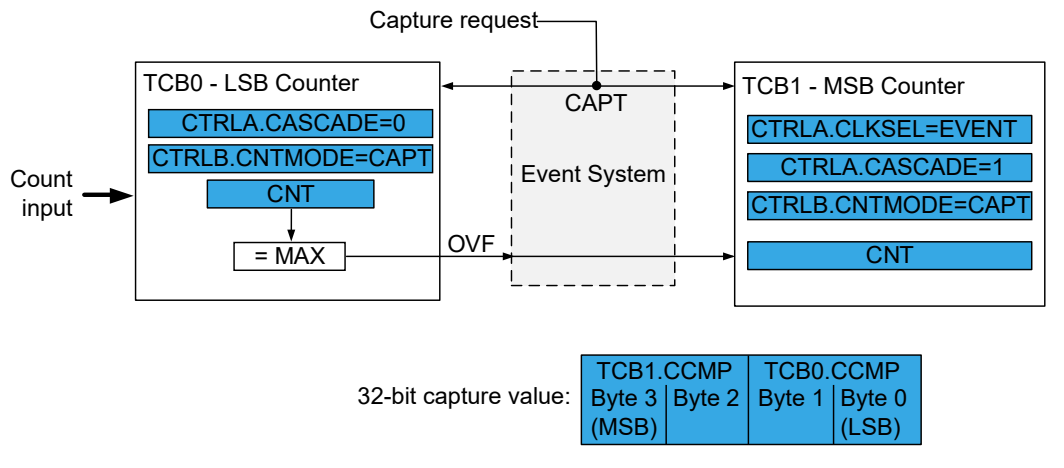 Capture request
TCB0 - LSB Counter
CTRLA.CASCADE=0
CTRLB.CNTMODE=CAPT
CNT
= MAX
Count
input
OVF
CAPT
Event System
TCB1 - MSB Counter
CTRLA.CLKSEL=EVENT
CTRLA.CASCADE=1
CTRLB.CNTMODE=CAPT
CNT
32-bit capture value:
TCB1.CCMP TCB0.CCMP
Byte 3 Byte 2 Byte 1 Byte 0
(MSB) (LSB)